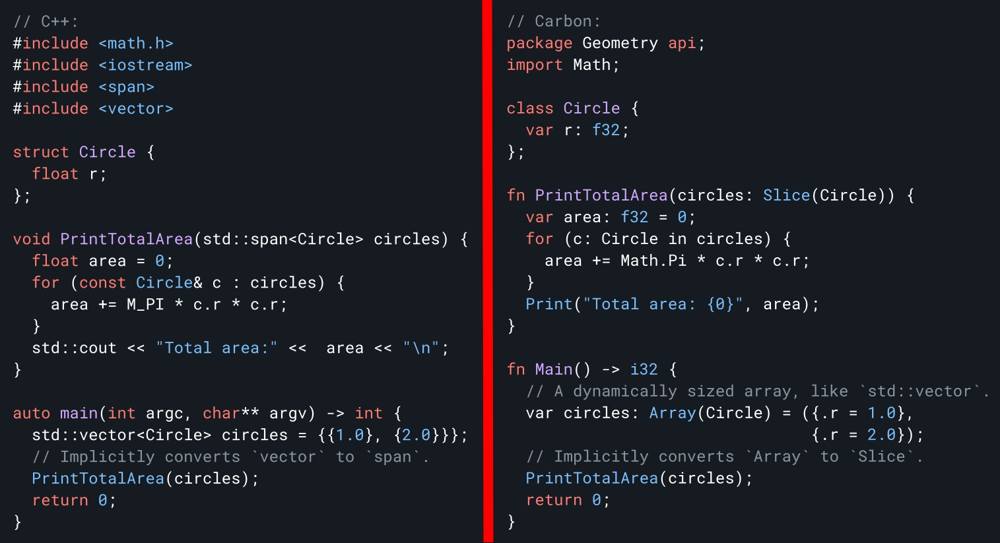 // C++:
#include <math.h>
#include <iostream>
#include <span>
#include <vector>

struct Circle {
  float r;
};

void PrintTotalArea(std::span<Circle> circles) {
  float area = 0;
  for (const Circle& c : circles) {
    area += M_PI * c.r * c.r;
  }
  std::cout << "Total area:" <<  area << "\n";
}

auto main(int argc, char** argv) -> int {
  std::vector<Circle> circles = {{1.0}, {2.0}}};
  // Implicitly converts `vector` to `span`.
  PrintTotalArea(circles);
  return 0;
}

// Carbon:
package Geometry api;
import Math;

class Circle {
  var r: f32;
};

fn PrintTotalArea(circles: Slice(Circle)) {
  var area: f32 = 0;
  for (c: Circle in circles) {
    area += Math.Pi * c.r * c.r;
  }
  Print("Total area: {0}", area);
}

fn Main() -> i32 {
  // A dynamically sized array, like `std::vector`.
  var circles: Array(Circle) = ({.r = 1.0},
                                {.r = 2.0});
  // Implicitly converts `Array` to `Slice`.
  PrintTotalArea(circles);
  return 0;
}